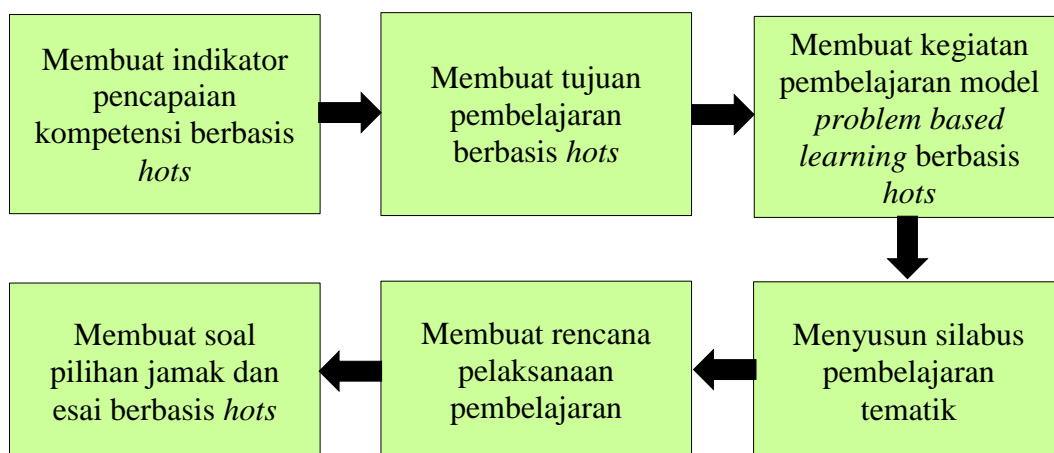 Membuat indikator
pencapaian
kompetensi berbasis
hots
Membuat tujuan
pembelajaran
berbasis hots
Membuat kegiatan
pembelajaran model
problem based
learning berbasis
hots
Menyusun silabus
pembelajaran
tematik
Membuat rencana
pelaksanaan
pembelajaran
Membuat soal
pilihan jamak dan
esai berbasis hots